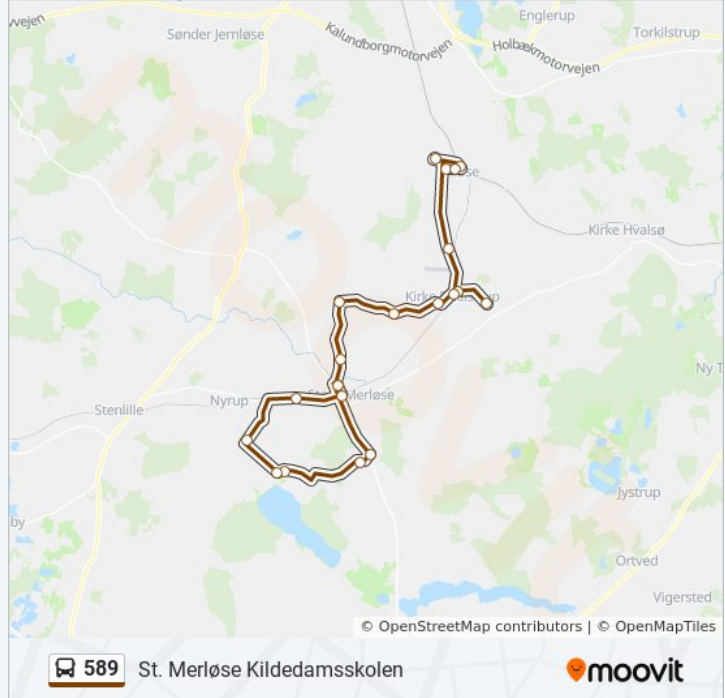 vejen
Sønder Jernløse
Kalundborgmotorvejen
Englerup
Torkilstrup
Holbækmotorvejen
Kirke Hvalsø
Kirke
Ny T
Nyrup
Merløse
Stenlille
by
Jystrup
Ortved
Vigersted
© OpenStreetMap contributors | © OpenMapTiles
589 St. Merløse Kildedamsskolen
moovit